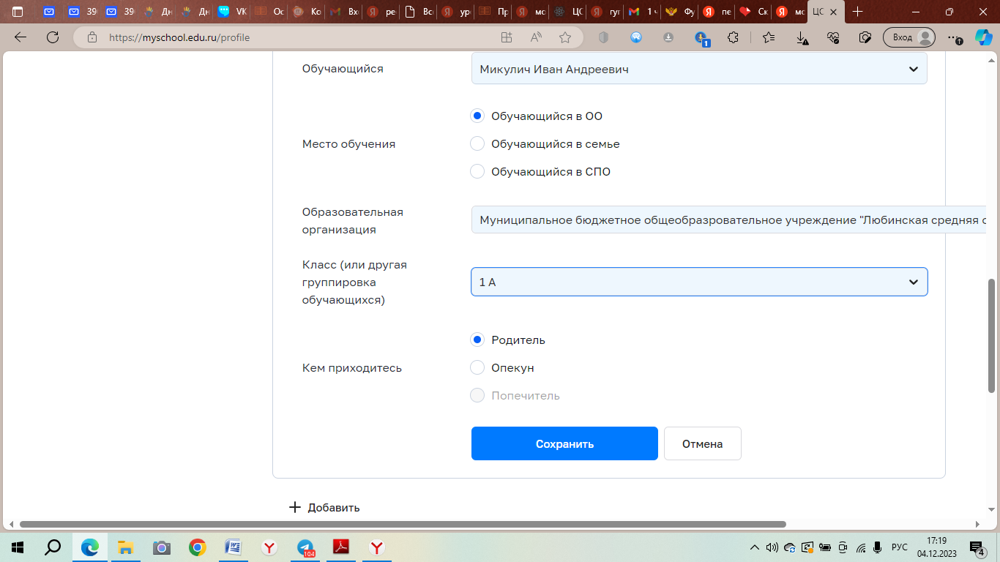 39
39
Дн
Дн
VK
Ос
Ко
Вх
ре
Вс
ур
Пр
мс
ЦС
гуг
1 ч
Фу
пе
Ск
мс
ЦС
https://myschool.edu.ru/profile
1
Вход
Обучающийся
Микулич Иван Андреевич
Обучающийся в ОО
Место обучения
Обучающийся в семье
Обучающийся в СПО
Образовательная
организация
Муниципальное бюджетное общеобразровательное учреждение "Любинская средняя о
Класс (или другая
группировка
обучающихся)
1 А
Родитель
Кем приходитесь
Опекун
Попечитель
Сохранить
Отмена
Добавить
104
РУС
17:19
04.12.2023
4